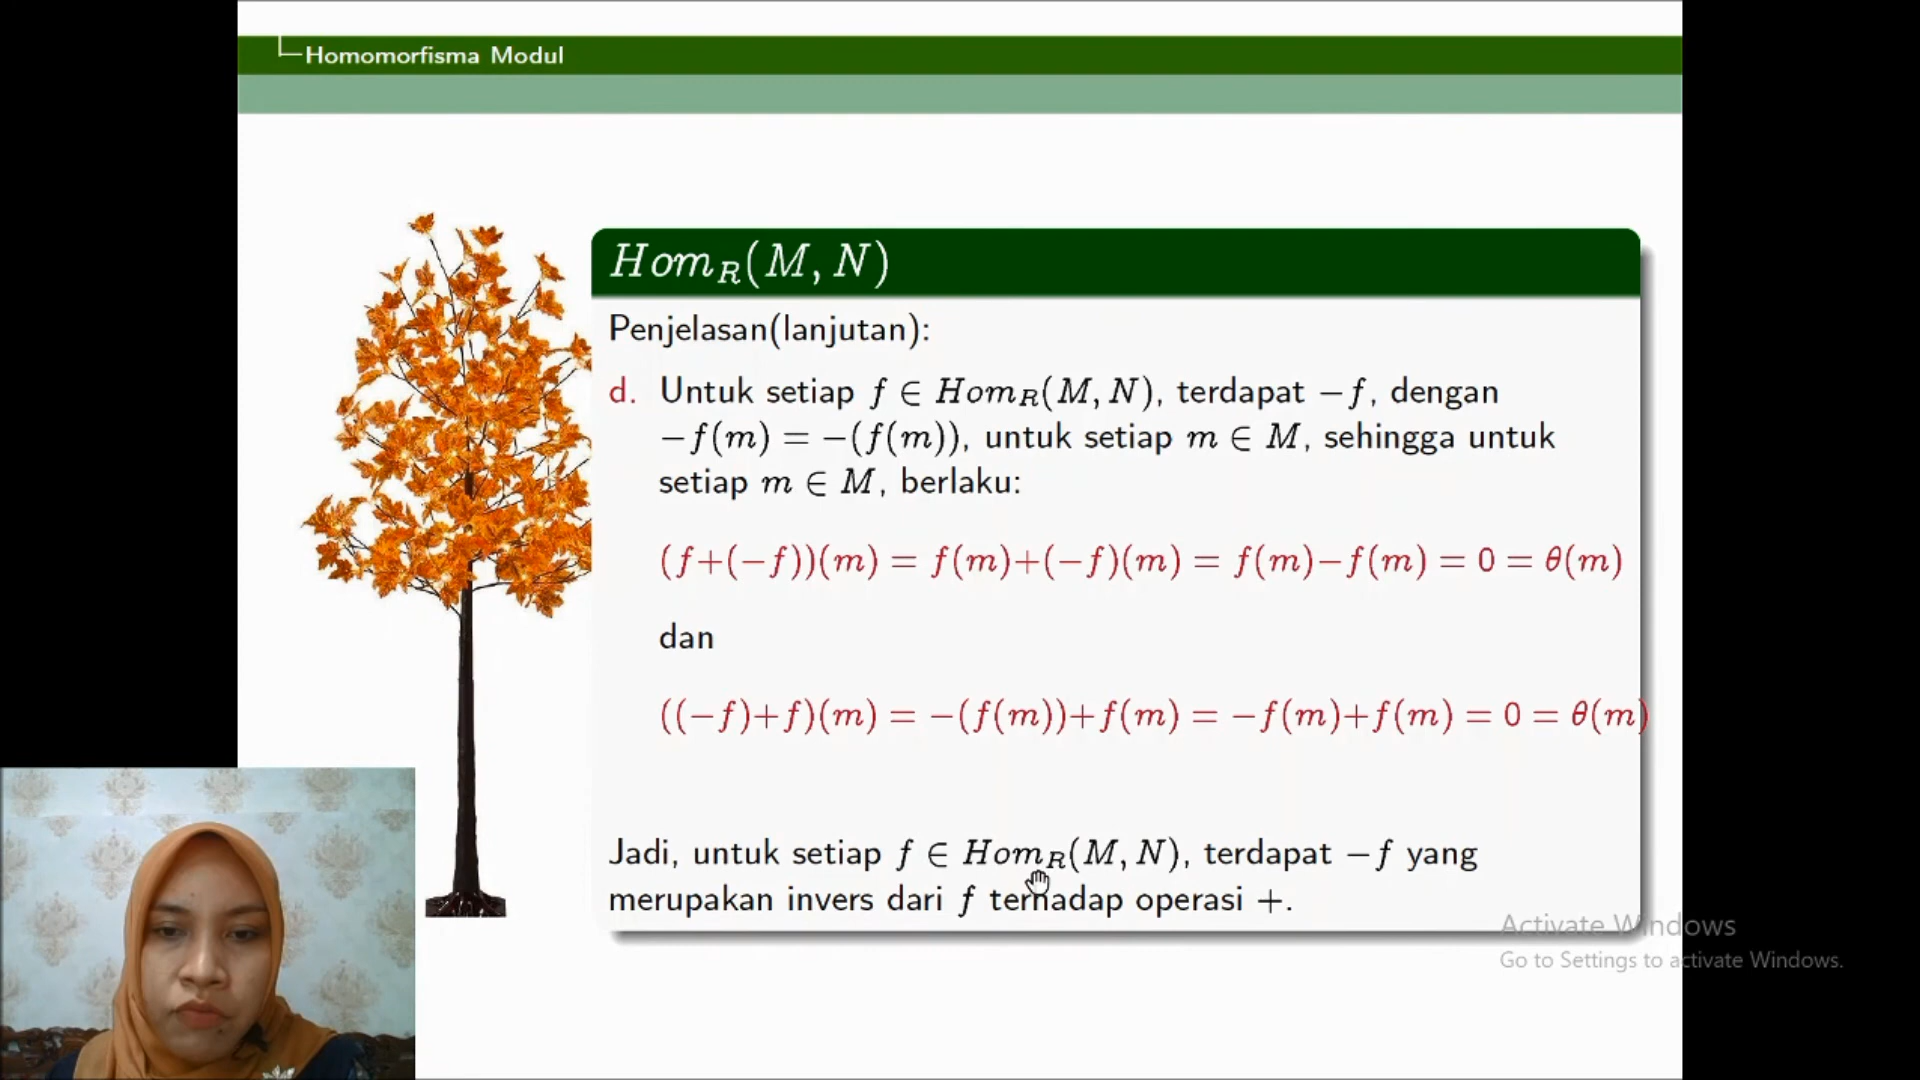 Homomorfisma Modul
Hom_R(M, N)
Penjelasan(lanjutan):
d. Untuk setiap f ∈ Hom_R(M, N), terdapat −f, dengan
−f(m) = −(f(m)), untuk setiap m ∈ M, sehingga untuk
setiap m ∈ M, berlaku:
(f+(−f))(m) = f(m)+(−f)(m) = f(m)−f(m) = 0 = θ(m)
dan
((−f)+f)(m) = −(f(m))+f(m) = −f(m)+f(m) = 0 = θ(m)
Jadi, untuk setiap f ∈ Hom_R(M, N), terdapat −f yang
merupakan invers dari f terhadap operasi +.
Activate Windows
Go to Settings to activate Windows.